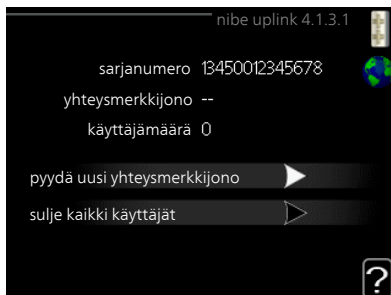 nibe uplink 4.1.3.1
sarjanumero 13450012345678
yhteysmerkkijono --
käyttäjämäärä 0
pyydä uusi yhteysmerkkijono
sulje kaikki käyttäjät
?